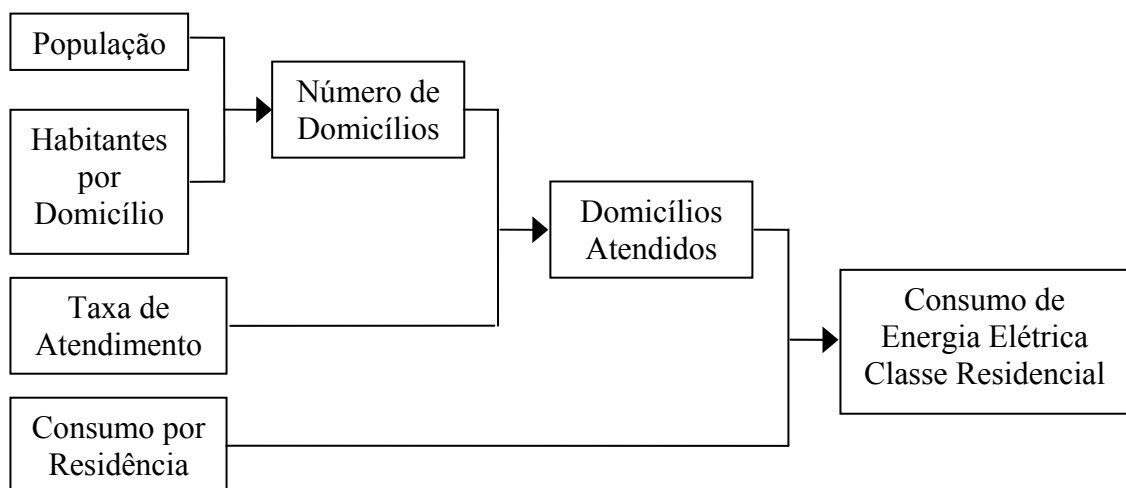 População
Habitantes
por
Domicílio
Número de
Domicílios
Taxa de
Atendimento
Domicílios
Atendidos
Consumo por
Residência
Consumo de
Energia Elétrica
Classe Residencial